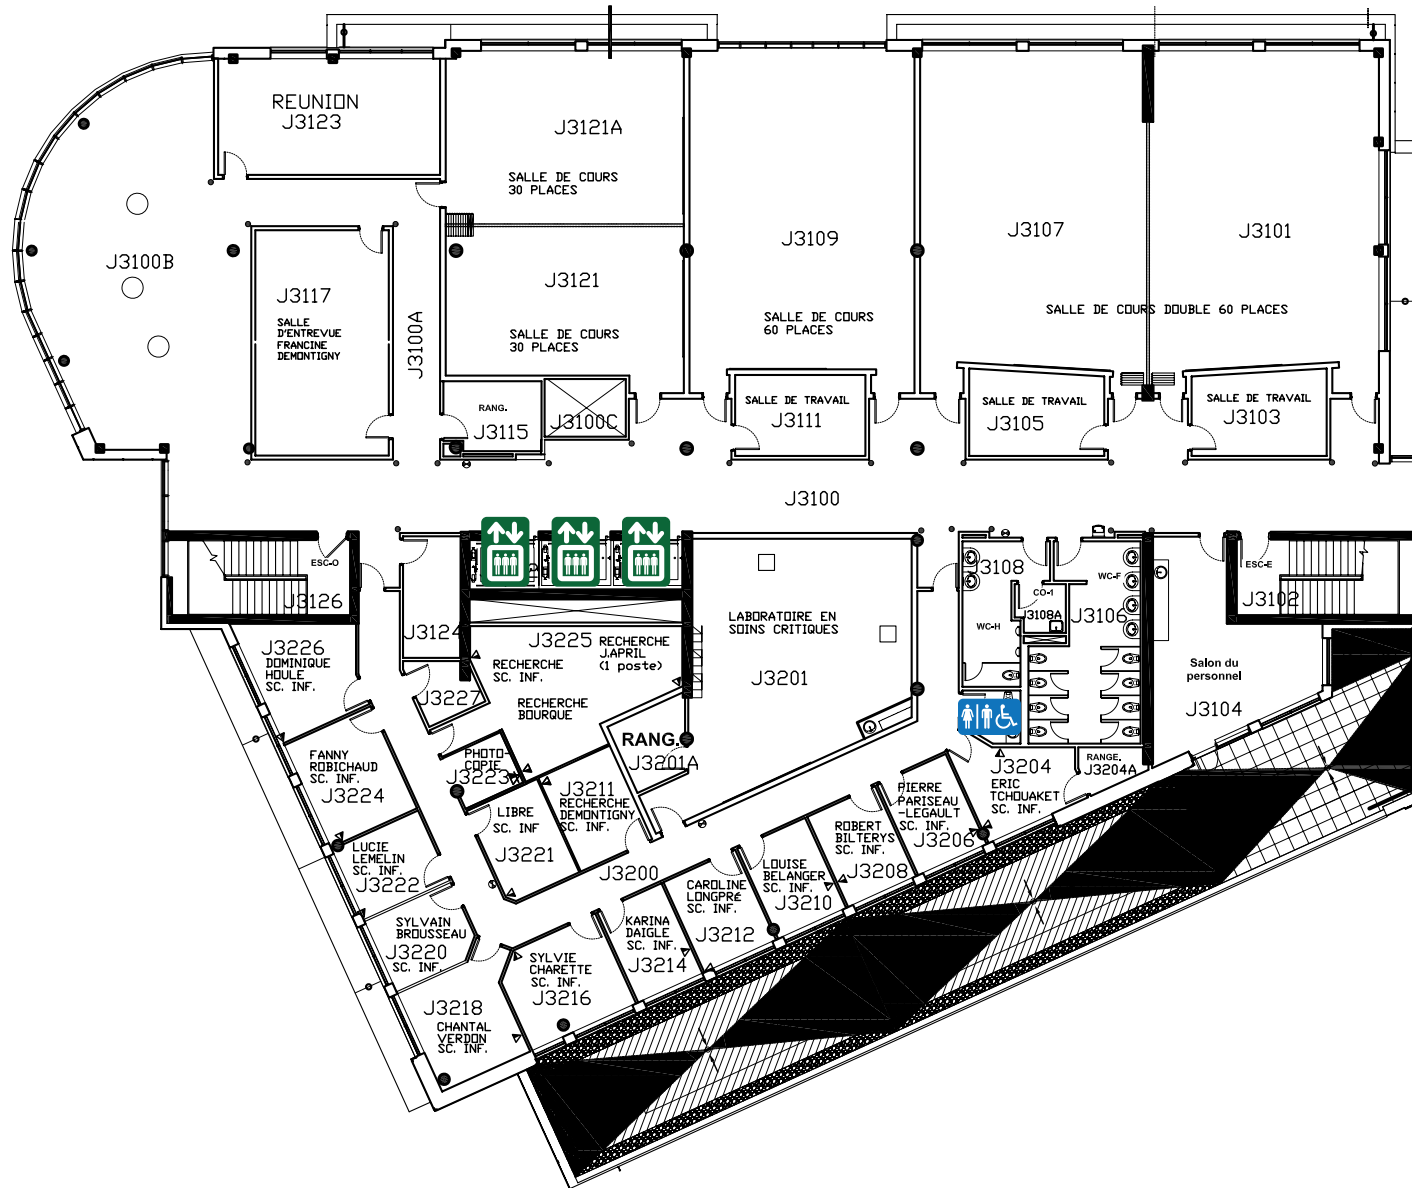 REUNION
J3123
J3121A
SALLE DE COURS
30 PLACES
J3100B
J3117
SALLE
D'ENTREVUE
FRANCINE
DEMONTIGNY
J3100A
J3121
SALLE DE COURS
30 PLACES
J3109
SALLE DE COURS
60 PLACES
J3107
J3101
SALLE DE COURS DOUBLE 60 PLACES
RANG.
J3115
J3100C
SALLE DE TRAVAIL
J3111
SALLE DE TRAVAIL
J3105
SALLE DE TRAVAIL
J3103
J3100
ESC-O
J3126
J3124
J3225
RECHERCHE
J.APRIL
(1 poste)
RECHERCHE
SC. INF.
RECHERCHE
BOURQUE
LABORATOIRE EN
SOINS CRITIQUES
J3201
J3108
WC-H
CO-1
J3108A
WC-F
J3106
ESC-E
J3102
Salon du
personnel
J3104
J3226
DOMINIQUE
HOULE
SC. INF.
J3227
RANG.
J3201A
PHOTO-
COPIE
J3223
FANNY
ROBICHAUD
SC. INF.
J3224
J3211
RECHERCHE
DEMONTIGNY
SC. INF.
LIBRE
SC. INF
J3221
J3204
ERIC
TCHOUAKET
SC. INF.
RANGE.
J3204A
PIERRE
PARISEAU
-LEGAULT
SC. INF.
J3206
ROBERT
BILTERYS
SC. INF.
J3208
LUCIE
LEMELIN
SC. INF.
J3222
J3200
LOUISE
BELANGER
SC. INF.
J3210
CAROLINE
LONGPRÉ
SC. INF.
J3212
SYLVAIN
BROUSSEAU
J3220
SC. INF.
KARINA
DAIGLE
SC. INF.
J3214
SYLVIE
CHARETTE
SC. INF.
J3216
J3218
CHANTAL
VERDON
SC. INF.